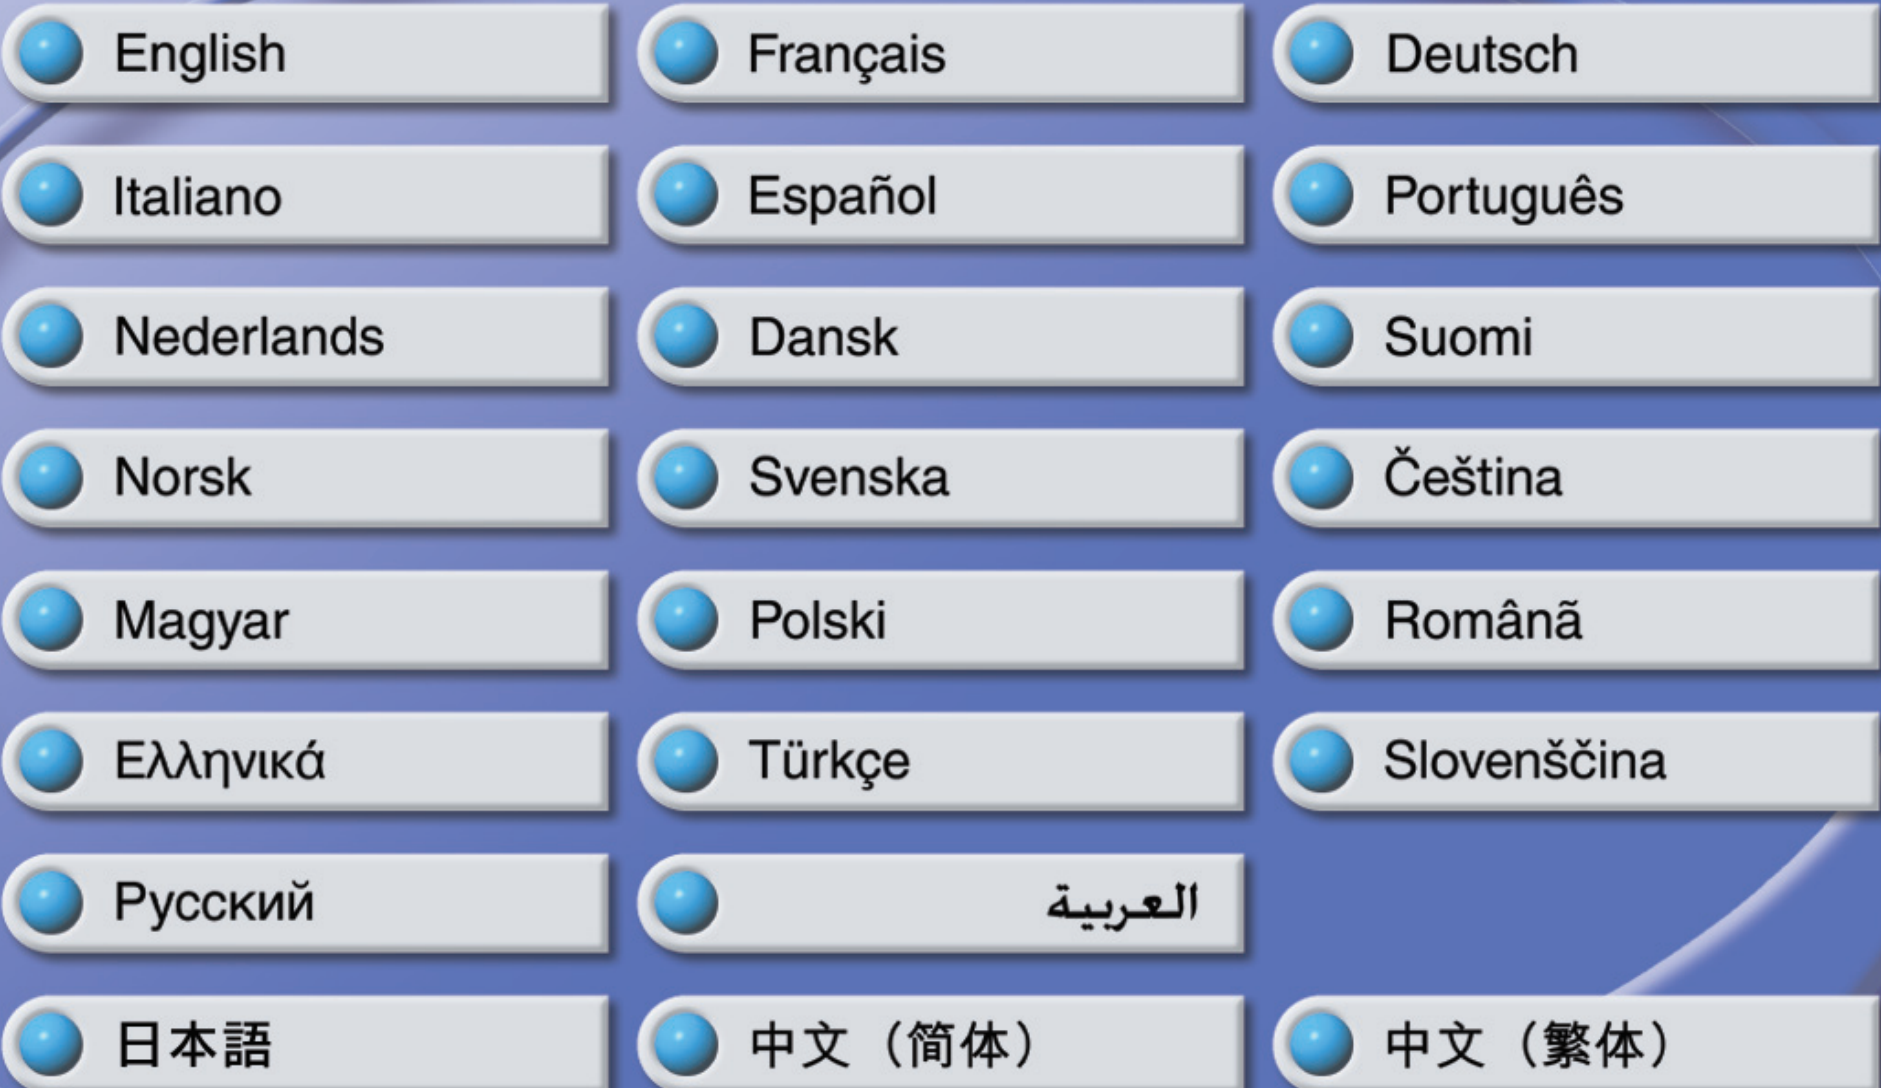 English
Français
Deutsch
Italiano
Español
Português
Nederlands
Dansk
Suomi
Norsk
Svenska
Čeština
Magyar
Polski
Românã
Ελληνικά
Türkçe
Slovenščina
Русский
العربية
日本語
中文（简体）
中文（繁体）